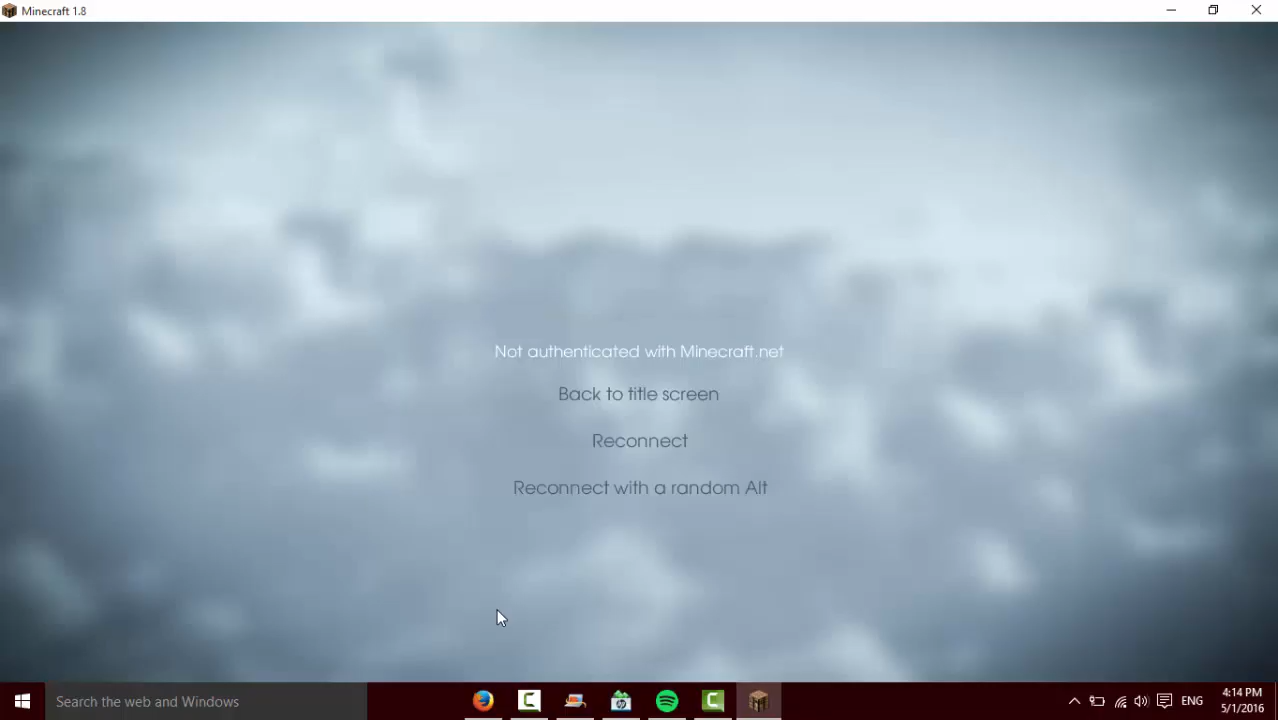 Minecraft 1.8
Not authenticated with Minecraft.net
Back to title screen
Reconnect
Reconnect with a random Alt
Search the web and Windows
ENG
4:14 PM
5/1/2016